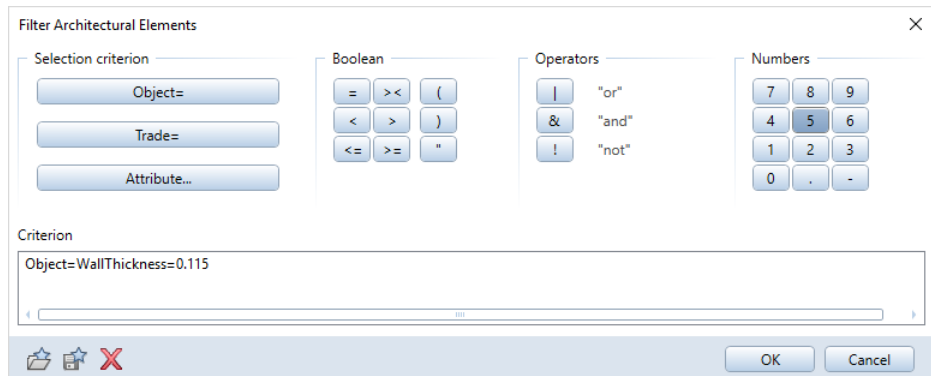 Filter Architectural Elements
Selection criterion
Boolean
Operators
Numbers
Object=
= >< (
| "or"
7 8 9
Trade=
< > )
& "and"
4 5 6
Attribute...
<= >= "
! "not"
1 2 3
0 . -
Criterion
Object=WallThickness=0.115
OK Cancel